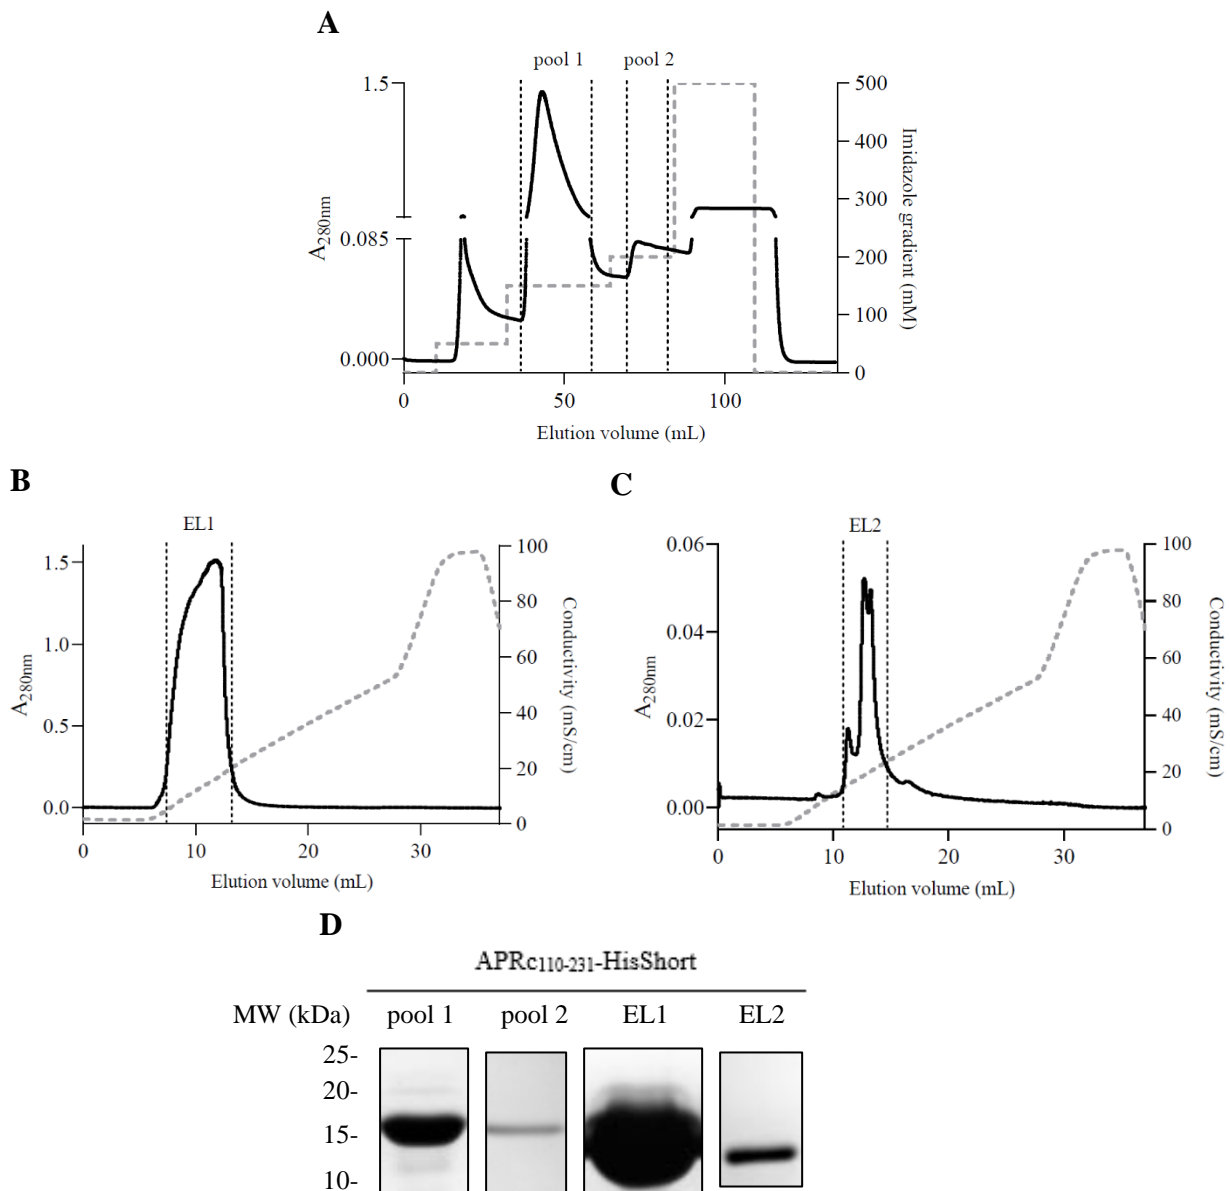 A
pool 1
pool 2
1.5
0.085
0.000
A280nm
500
400
300
200
100
0
Imidazole gradient (mM)
0
50
100
Elution volume (mL)
B
EL1
1.5
1.0
0.5
0.0
A280nm
100
80
60
40
20
0
Conductivity (mS/cm)
0
10
20
30
Elution volume (mL)
C
EL2
0.06
0.04
0.02
0.00
A280nm
100
80
60
40
20
0
Conductivity (mS/cm)
0
10
20
30
Elution volume (mL)
D
APRc110-231-HisShort
MW (kDa)
pool 1
pool 2
EL1
EL2
25-
20-
15-
10-